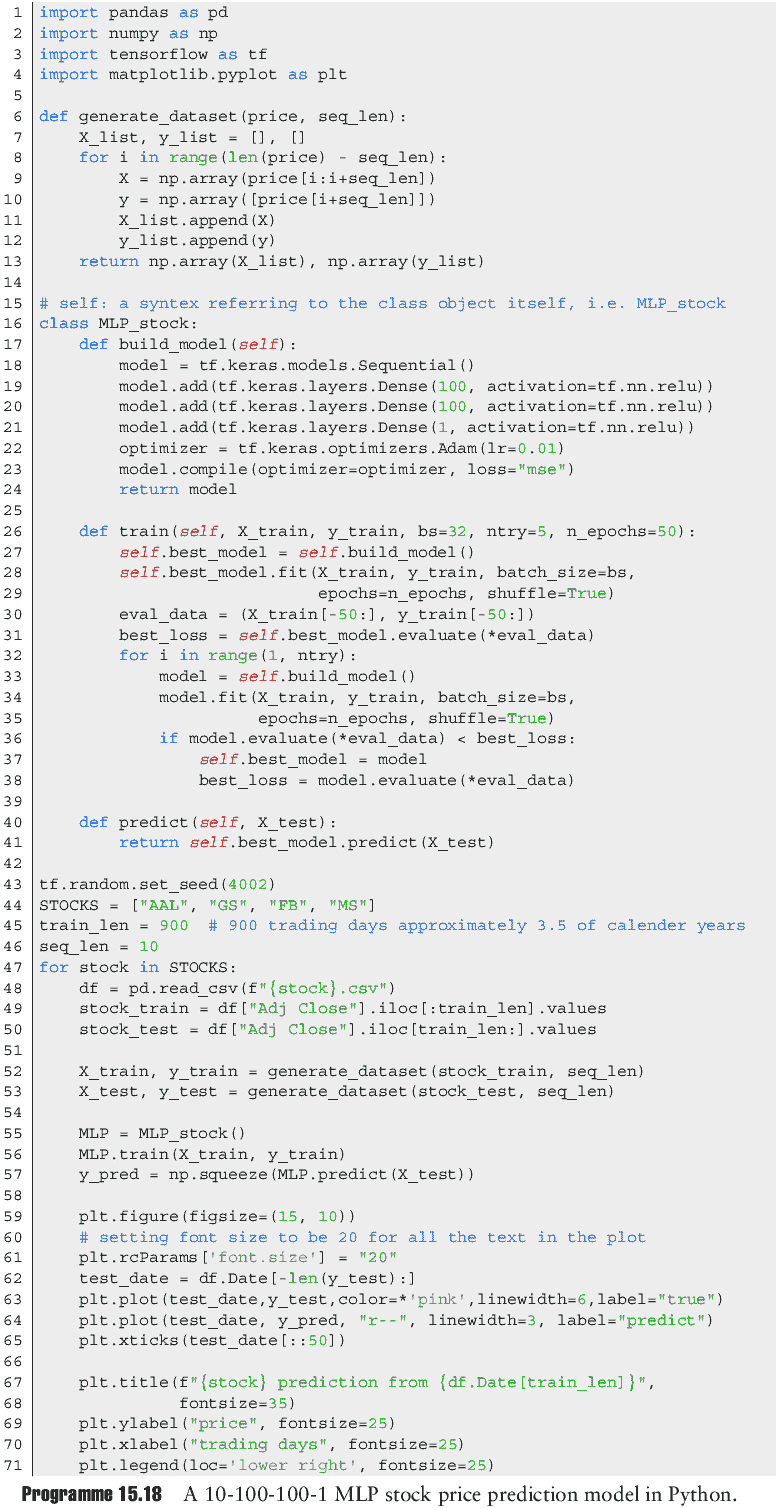 1 import pandas as pd
2 import numpy as np
3 import tensorflow as tf
4 import matplotlib.pyplot as plt
5
6 def generate_dataset(price, seq_len):
7     X_list, y_list = [], []
8     for i in range(len(price) - seq_len):
9         X = np.array(price[i:i+seq_len])
10         y = np.array([price[i+seq_len]])
11         X_list.append(X)
12         y_list.append(y)
13     return np.array(X_list), np.array(y_list)
14
15 # self: a syntex referring to the class object itself, i.e. MLP_stock
16 class MLP_stock:
17     def build_model(self):
18         model = tf.keras.models.Sequential()
19         model.add(tf.keras.layers.Dense(100, activation=tf.nn.relu))
20         model.add(tf.keras.layers.Dense(100, activation=tf.nn.relu))
21         model.add(tf.keras.layers.Dense(1, activation=tf.nn.relu))
22         optimizer = tf.keras.optimizers.Adam(lr=0.01)
23         model.compile(optimizer=optimizer, loss="mse")
24         return model
25
26     def train(self, X_train, y_train, bs=32, ntry=5, n_epochs=50):
27         self.best_model = self.build_model()
28         self.best_model.fit(X_train, y_train, batch_size=bs,
29                             epochs=n_epochs, shuffle=True)
30         eval_data = (X_train[-50:], y_train[-50:])
31         best_loss = self.best_model.evaluate(*eval_data)
32         for i in range(1, ntry):
33             model = self.build_model()
34             model.fit(X_train, y_train, batch_size=bs,
35                       epochs=n_epochs, shuffle=True)
36             if model.evaluate(*eval_data) < best_loss:
37                 self.best_model = model
38                 best_loss = model.evaluate(*eval_data)
39
40     def predict(self, X_test):
41         return self.best_model.predict(X_test)
42
43 tf.random.set_seed(4002)
44 STOCKS = ["AAL", "GS", "FB", "MS"]
45 train_len = 900  # 900 trading days approximately 3.5 of calender years
46 seq_len = 10
47 for stock in STOCKS:
48     df = pd.read_csv(f"{stock}.csv")
49     stock_train = df["Adj Close"].iloc[:train_len].values
50     stock_test = df["Adj Close"].iloc[train_len:].values
51
52     X_train, y_train = generate_dataset(stock_train, seq_len)
53     X_test, y_test = generate_dataset(stock_test, seq_len)
54
55     MLP = MLP_stock()
56     MLP.train(X_train, y_train)
57     y_pred = np.squeeze(MLP.predict(X_test))
58
59     plt.figure(figsize=(15, 10))
60     # setting font size to be 20 for all the text in the plot
61     plt.rcParams['font.size'] = "20"
62     test_date = df.Date[-len(y_test):]
63     plt.plot(test_date,y_test,color=*'pink',linewidth=6,label="true")
64     plt.plot(test_date, y_pred, "r--", linewidth=3, label="predict")
65     plt.xticks(test_date[::50])
66
67     plt.title(f"{stock} prediction from {df.Date[train_len]}",
68               fontsize=35)
69     plt.ylabel("price", fontsize=25)
70     plt.xlabel("trading days", fontsize=25)
71     plt.legend(loc='lower right', fontsize=25)
Programme 15.18 A 10-100-100-1 MLP stock price prediction model in Python.